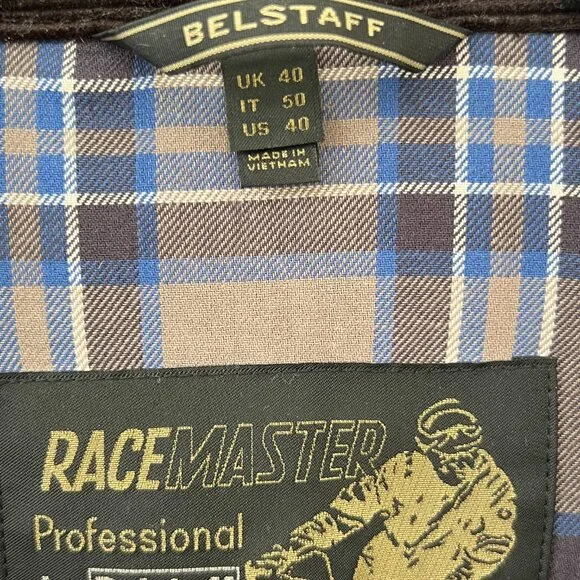 BELSTAFF
UK 40
IT 50
US 40
MADE IN
VIETNAM
RACEMASTER
Professional